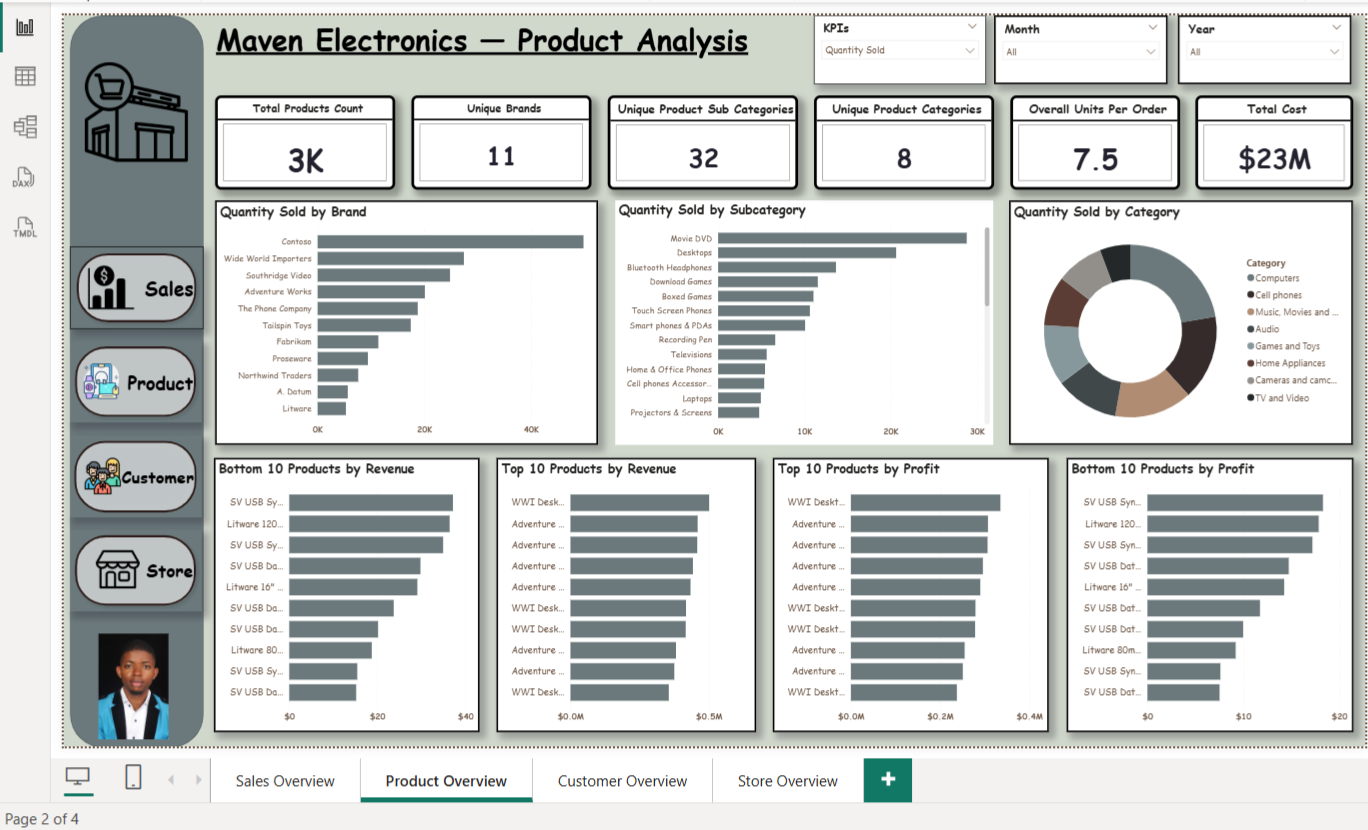 Maven Electronics — Product Analysis
KPIs
Quantity Sold
Month
All
Year
All
DAX
TMDL
Total Products Count
3K
Unique Brands
11
Unique Product Sub Categories
32
Unique Product Categories
8
Overall Units Per Order
7.5
Total Cost
$23M
Sales
Product
Customer
Store
Quantity Sold by Brand
Contoso
Wide World Importers
Southridge Video
Adventure Works
The Phone Company
Tailspin Toys
Fabrikam
Proseware
Northwind Traders
A. Datum
Litware
0K 20K 40K
Quantity Sold by Subcategory
Movie DVD
Desktops
Bluetooth Headphones
Download Games
Boxed Games
Touch Screen Phones
Smart phones & PDAs
Recording Pen
Televisions
Home & Office Phones
Cell phones Accessor...
Laptops
Projectors & Screens
0K 10K 20K 30K
Quantity Sold by Category
Category
Computers
Cell phones
Music, Movies and ...
Audio
Games and Toys
Home Appliances
Cameras and camc...
TV and Video
Bottom 10 Products by Revenue
SV USB Sy...
Litware 120...
SV USB Sy...
SV USB Da...
Litware 16" ...
SV USB Da...
SV USB Da...
Litware 80...
SV USB Sy...
SV USB Da...
$0 $20 $40
Top 10 Products by Revenue
WWI Desk...
Adventure ...
Adventure ...
Adventure ...
Adventure ...
WWI Desk...
WWI Desk...
Adventure ...
Adventure ...
WWI Desk...
$0.0M $0.5M
Top 10 Products by Profit
WWI Deskt...
Adventure ...
Adventure ...
Adventure ...
Adventure ...
WWI Deskt...
WWI Deskt...
Adventure ...
Adventure ...
WWI Deskt...
$0.0M $0.2M $0.4M
Bottom 10 Products by Profit
SV USB Syn...
Litware 120...
SV USB Syn...
SV USB Dat...
Litware 16" ...
SV USB Dat...
SV USB Dat...
Litware 80m...
SV USB Syn...
SV USB Dat...
$0 $10 $20
Sales Overview
Product Overview
Customer Overview
Store Overview
+
Page 2 of 4